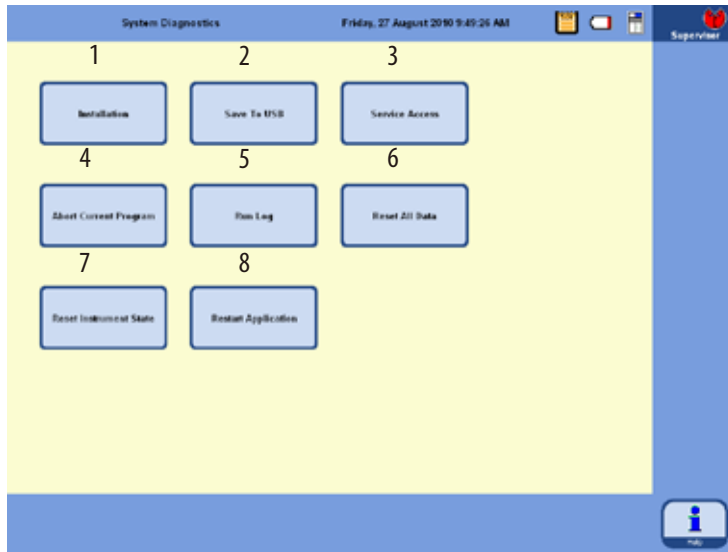 System Diagnostics
Friday, 27 August 2010 9:49:26 AM
Supervisor
1
2
3
Installation
Save To USB
Service Access
4
5
6
Abort Current Program
Run Log
Reset All Data
7
8
Reset Instrument State
Restart Application
Help